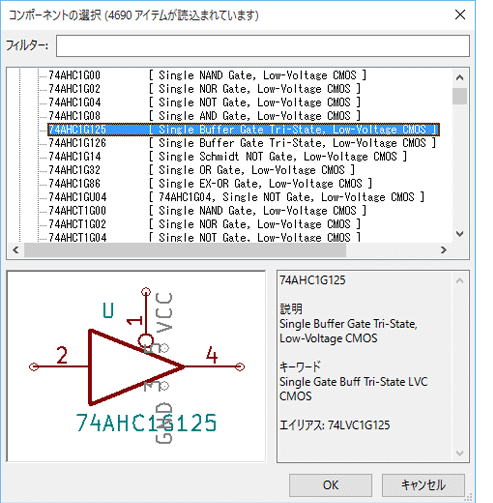 コンポーネントの選択 (4690 アイテムが読込まれています)
フィルター:
74AHC1G00 [ Single NAND Gate, Low-Voltage CMOS ]
74AHC1G02 [ Single NOR Gate, Low-Voltage CMOS ]
74AHC1G04 [ Single NOT Gate, Low-Voltage CMOS ]
74AHC1G08 [ Single AND Gate, Low-Voltage CMOS ]
74AHC1G125 [ Single Buffer Gate Tri-State, Low-Voltage CMOS ]
74AHC1G126 [ Single Buffer Gate Tri-State, Low-Voltage CMOS ]
74AHC1G14 [ Single Schmidt NOT Gate, Low-Voltage CMOS ]
74AHC1G32 [ Single OR Gate, Low-Voltage CMOS ]
74AHC1G86 [ Single EX-OR Gate, Low-Voltage CMOS ]
74AHC1GU04 [ 74AHC1G04, Single NOT Gate, Low-Voltage CMOS ]
74AHCT1G00 [ Single NAND Gate, Low-Voltage CMOS ]
74AHCT1G02 [ Single NOR Gate, Low-Voltage CMOS ]
74AHCT1G04 [ Single NOT Gate, Low-Voltage CMOS ]
U
1
VCC
2
4
GND
74AHC1G125
74AHC1G125
説明
Single Buffer Gate Tri-State,
Low-Voltage CMOS
キーワード
Single Gate Buff Tri-State LVC
CMOS
エイリアス: 74LVC1G125
OK
キャンセル